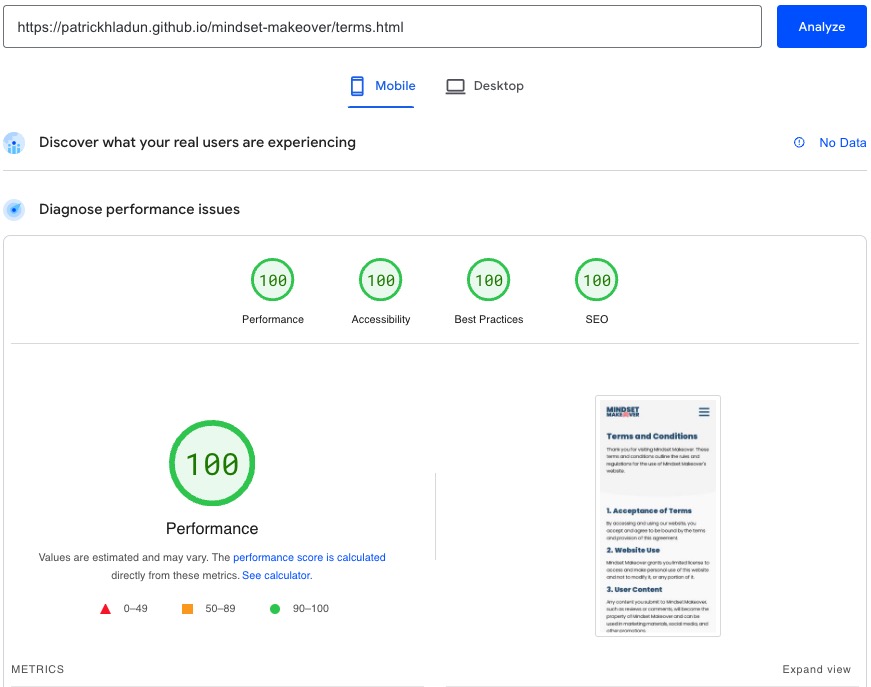 https://patrickhladun.github.io/mindset-makeover/terms.html
Analyze
Mobile
Desktop
Discover what your real users are experiencing
No Data
Diagnose performance issues
100
100
100
100
Performance
Accessibility
Best Practices
SEO
100
Performance
Values are estimated and may vary. The performance score is calculated
directly from these metrics. See calculator.
0–49
50–89
90–100
MINDSET
MAKEOVER
Terms and Conditions
Thank you for visiting Mindset Makeover. These
terms and conditions outline the rules and
regulations for the use of Mindset Makeover's
website.
1. Acceptance of Terms
By accessing and using our website, you
accept and agree to be bound by the terms
and provision of this agreement.
2. Website Use
Mindset Makeover grants you limited license to
access and make personal use of this website
and not to modify it, or any portion of it.
3. User Content
Any content you submit to Mindset Makeover,
such as reviews or comments, will become the
property of Mindset Makeover and can be
used in marketing materials, social media, and
other promotions.
METRICS
Expand view